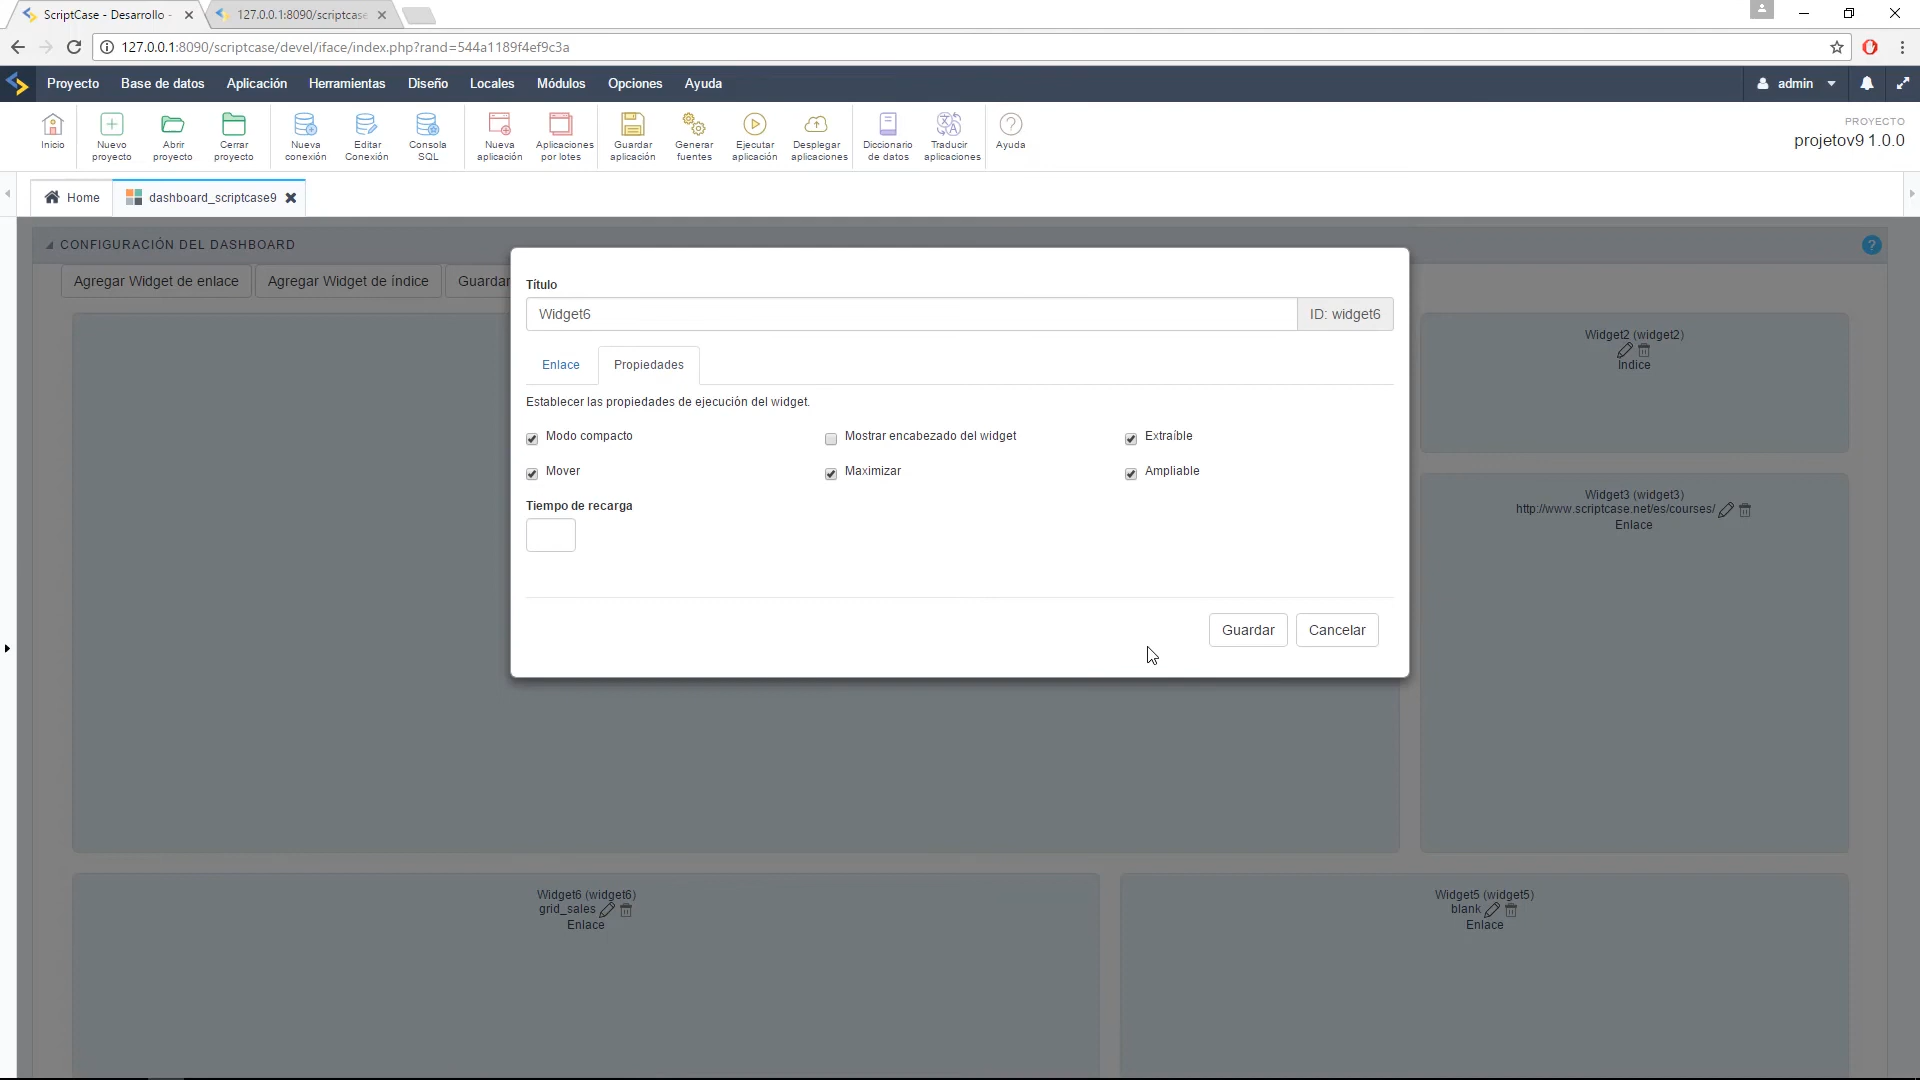 ScriptCase - Desarrollo -
127.0.0.1:8090/scriptcase
127.0.0.1:8090/scriptcase/devel/iface/index.php?rand=544a1189f4ef9c3a
Proyecto Base de datos Aplicación Herramientas Diseño Locales Módulos Opciones Ayuda admin
Inicio
Nuevo proyecto
Abrir proyecto
Cerrar proyecto
Nueva conexión
Editar Conexión
Consola SQL
Nueva aplicación
Aplicaciones por lotes
Guardar aplicación
Generar fuentes
Ejecutar aplicación
Desplegar aplicaciones
Diccionario de datos
Traducir aplicaciones
Ayuda
PROYECTO
projetov9 1.0.0
Home dashboard_scriptcase9
CONFIGURACIÓN DEL DASHBOARD
?
Agregar Widget de enlace Agregar Widget de índice Guardar
Título
Widget6 ID: widget6
Enlace Propiedades
Establecer las propiedades de ejecución del widget.
Modo compacto Mostrar encabezado del widget Extraíble
Mover Maximizar Ampliable
Tiempo de recarga
Guardar Cancelar
Widget2 (widget2)
Índice
Widget3 (widget3)
http://www.scriptcase.net/es/courses/
Enlace
Widget6 (widget6)
grid_sales
Enlace
Widget5 (widget5)
blank
Enlace